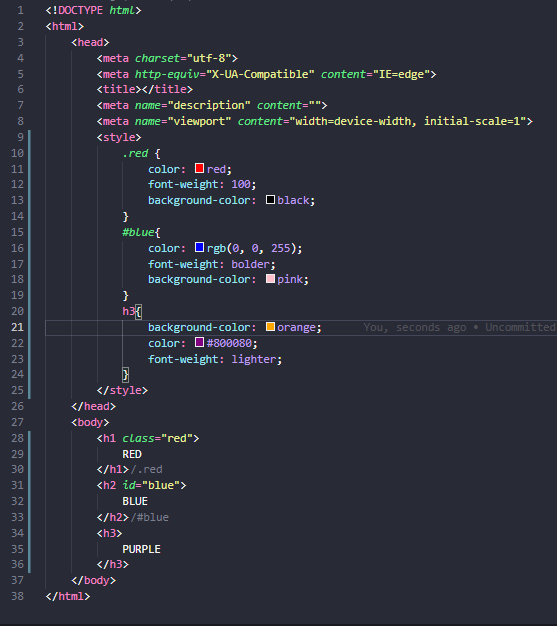 1 <!DOCTYPE html>
2 <html>
3 <head>
4 <meta charset="utf-8">
5 <meta http-equiv="X-UA-Compatible" content="IE=edge">
6 <title></title>
7 <meta name="description" content="">
8 <meta name="viewport" content="width=device-width, initial-scale=1">
9 <style>
10 .red {
11 color: red;
12 font-weight: 100;
13 background-color: black;
14 }
15 #blue{
16 color: rgb(0, 0, 255);
17 font-weight: bolder;
18 background-color: pink;
19 }
20 h3{
21 background-color: orange; You, seconds ago • Uncommitted
22 color: #800080;
23 font-weight: lighter;
24 }
25 </style>
26 </head>
27 <body>
28 <h1 class="red">
29 RED
30 </h1>/.red
31 <h2 id="blue">
32 BLUE
33 </h2>/#blue
34 <h3>
35 PURPLE
36 </h3>
37 </body>
38 </html>